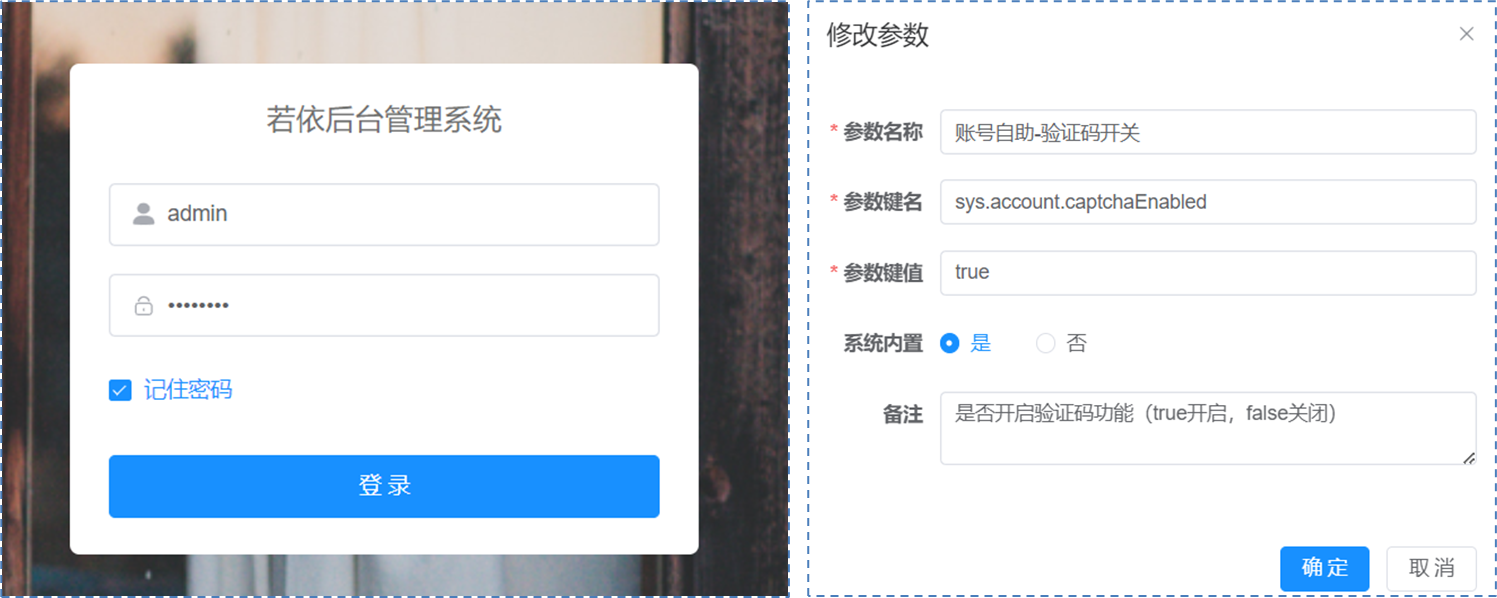 若依后台管理系统
admin
••••••••
记住密码
登 录
修改参数
* 参数名称 账号自助-验证码开关
* 参数键名 sys.account.captchaEnabled
* 参数键值 true
系统内置 是 否
备注 是否开启验证码功能（true开启，false关闭）
确 定 取 消